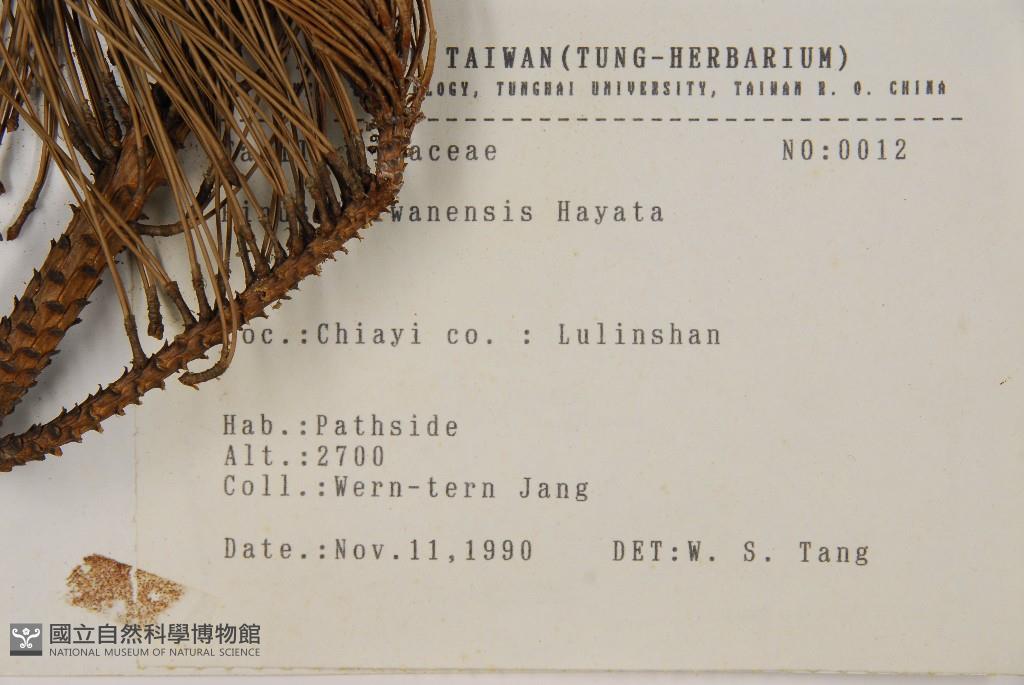 TAIWAN(TUNG-HERBARIUM)
LOGY, TUNGHAI UNIVERSITY, TAIWAN R. O. CHINA
aceae NO:0012
wanensis Hayata
oc.:Chiayi co. : Lulinshan
Hab.:Pathside
Alt.:2700
Coll.:Wern-tern Jang
Date.:Nov.11,1990 DET:W. S. Tang
國立自然科學博物館
NATIONAL MUSEUM OF NATURAL SCIENCE